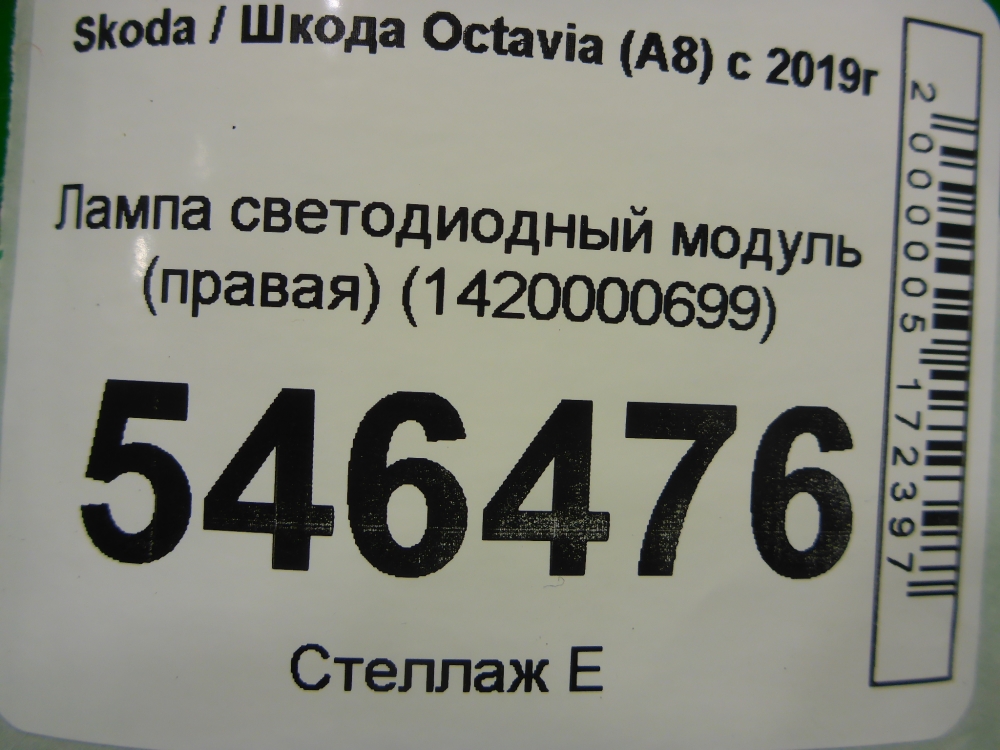 Skoda / Шкода Octavia (A8) с 2019г
Лампа светодиодный модуль
(правая) (1420000699)
546476
Стеллаж Е
2000005172397